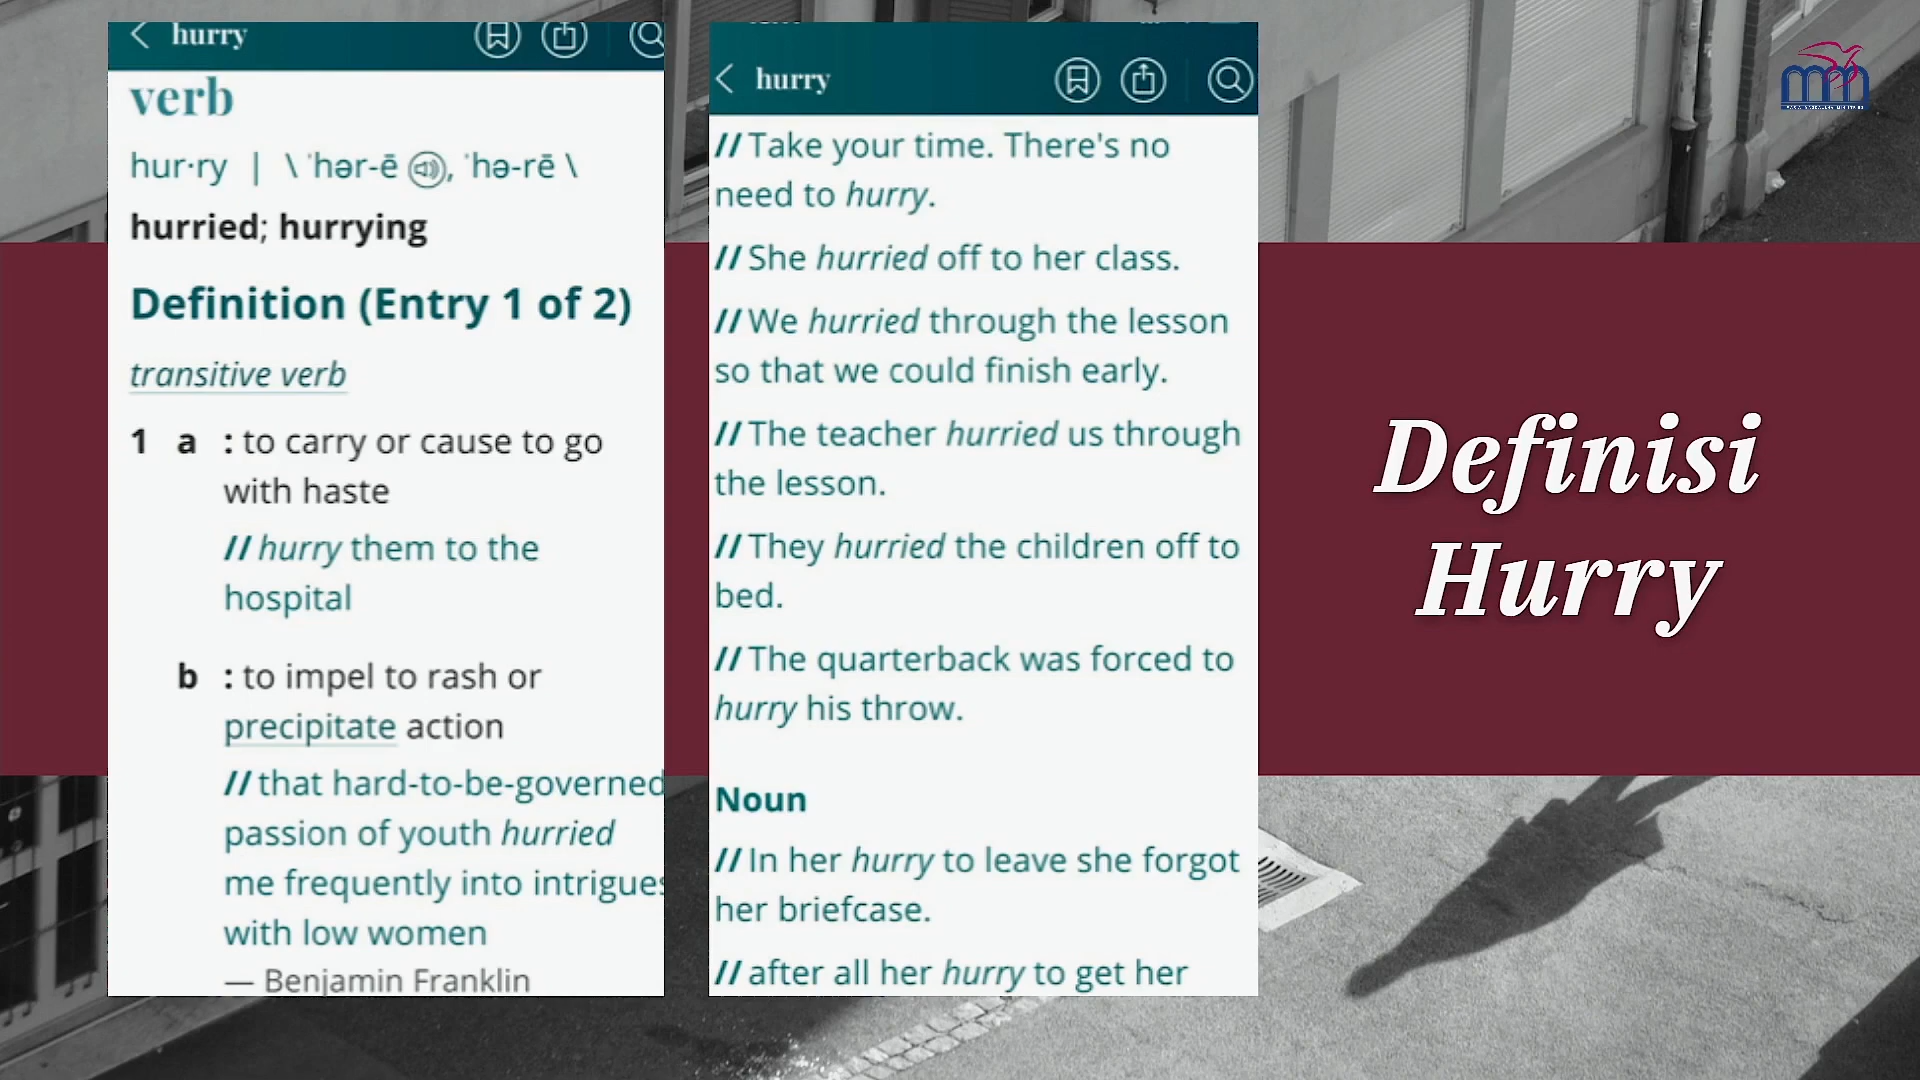 hurry
verb
hur·ry | \ ˈhər-ē , ˈhə-rē \
hurried; hurrying
Definition (Entry 1 of 2)
transitive verb
1 a : to carry or cause to go
with haste
// hurry them to the
hospital
b : to impel to rash or
precipitate action
// that hard-to-be-governed
passion of youth hurried
me frequently into intrigues
with low women
— Benjamin Franklin
hurry
// Take your time. There's no
need to hurry.
// She hurried off to her class.
// We hurried through the lesson
so that we could finish early.
// The teacher hurried us through
the lesson.
// They hurried the children off to
bed.
// The quarterback was forced to
hurry his throw.
Noun
// In her hurry to leave she forgot
her briefcase.
// after all her hurry to get her
Definisi
Hurry